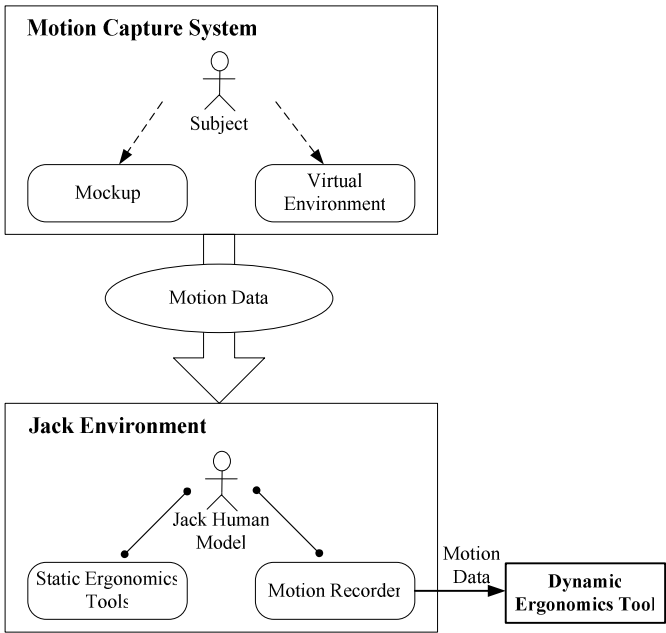 Motion Capture System
Subject
Mockup
Virtual
Environment
Motion Data
Jack Environment
Jack Human
Model
Static Ergonomics
Tools
Motion Recorder
Motion
Data
Dynamic
Ergonomics Tool